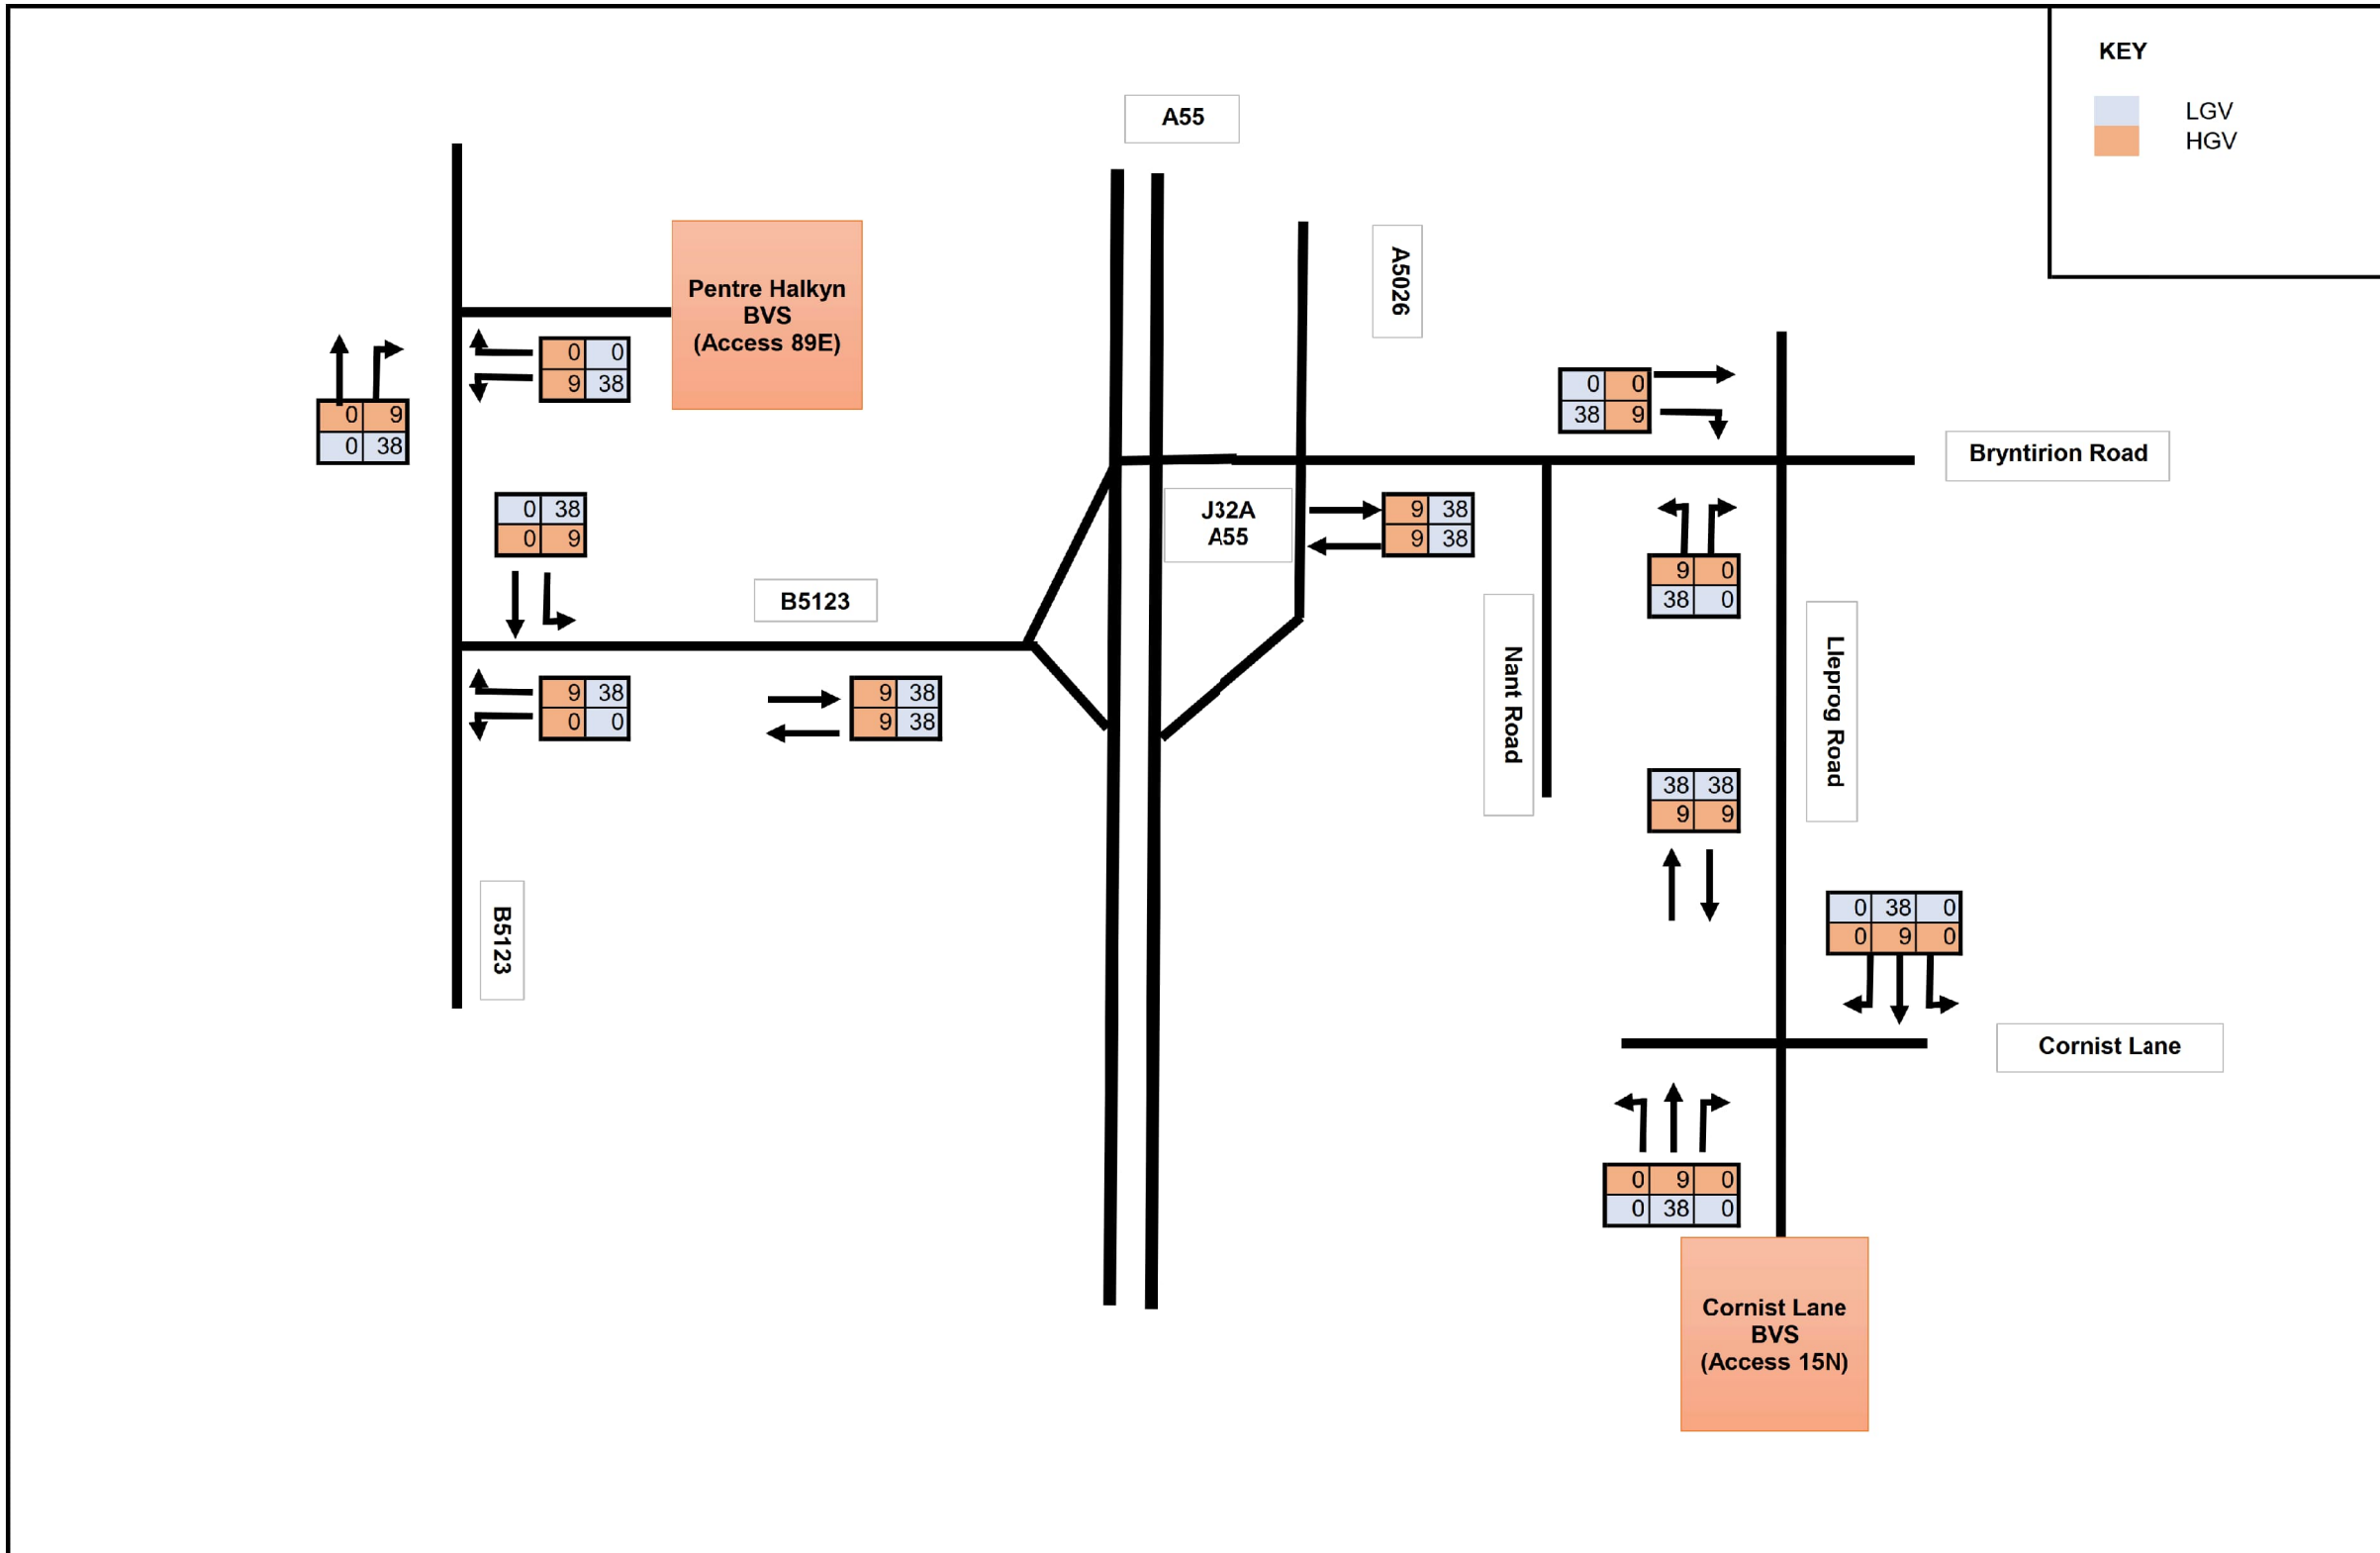 KEY
LGV
HGV
A55
A5026
Pentre Halkyn
BVS
(Access 89E)
0 0
9 38
0 9
0 38
0 0
38 9
Bryntirion Road
0 38
0 9
J32A
A55
9 38
9 38
9 0
38 0
B5123
Nant Road
Lleprog Road
9 38
0 0
9 38
9 38
38 38
9 9
B5123
0 38 0
0 9 0
Cornist Lane
0 9 0
0 38 0
Cornist Lane
BVS
(Access 15N)